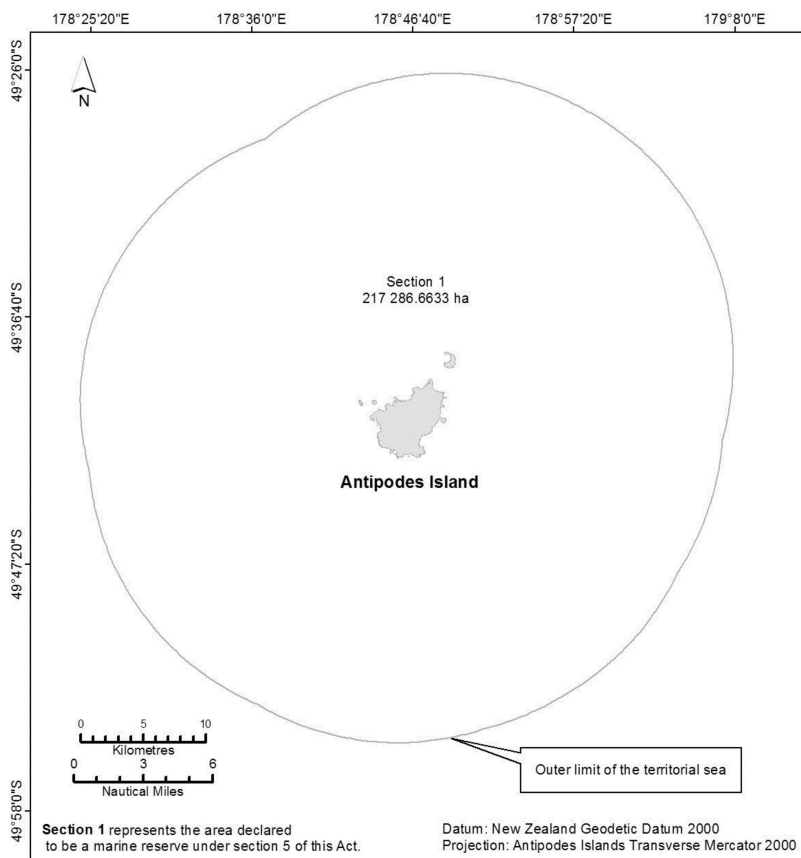 178°25'20"E 178°36'0"E 178°46'40"E 178°57'20"E 179°8'0"E
49°26'0"S
N
Section 1
217 286.6633 ha
49°36'40"S
Antipodes Island
49°47'20"S
0 5 10
Kilometres
0 3 6
Nautical Miles
Outer limit of the territorial sea
49°58'0"S
Section 1 represents the area declared
to be a marine reserve under section 5 of this Act.
Datum: New Zealand Geodetic Datum 2000
Projection: Antipodes Islands Transverse Mercator 2000